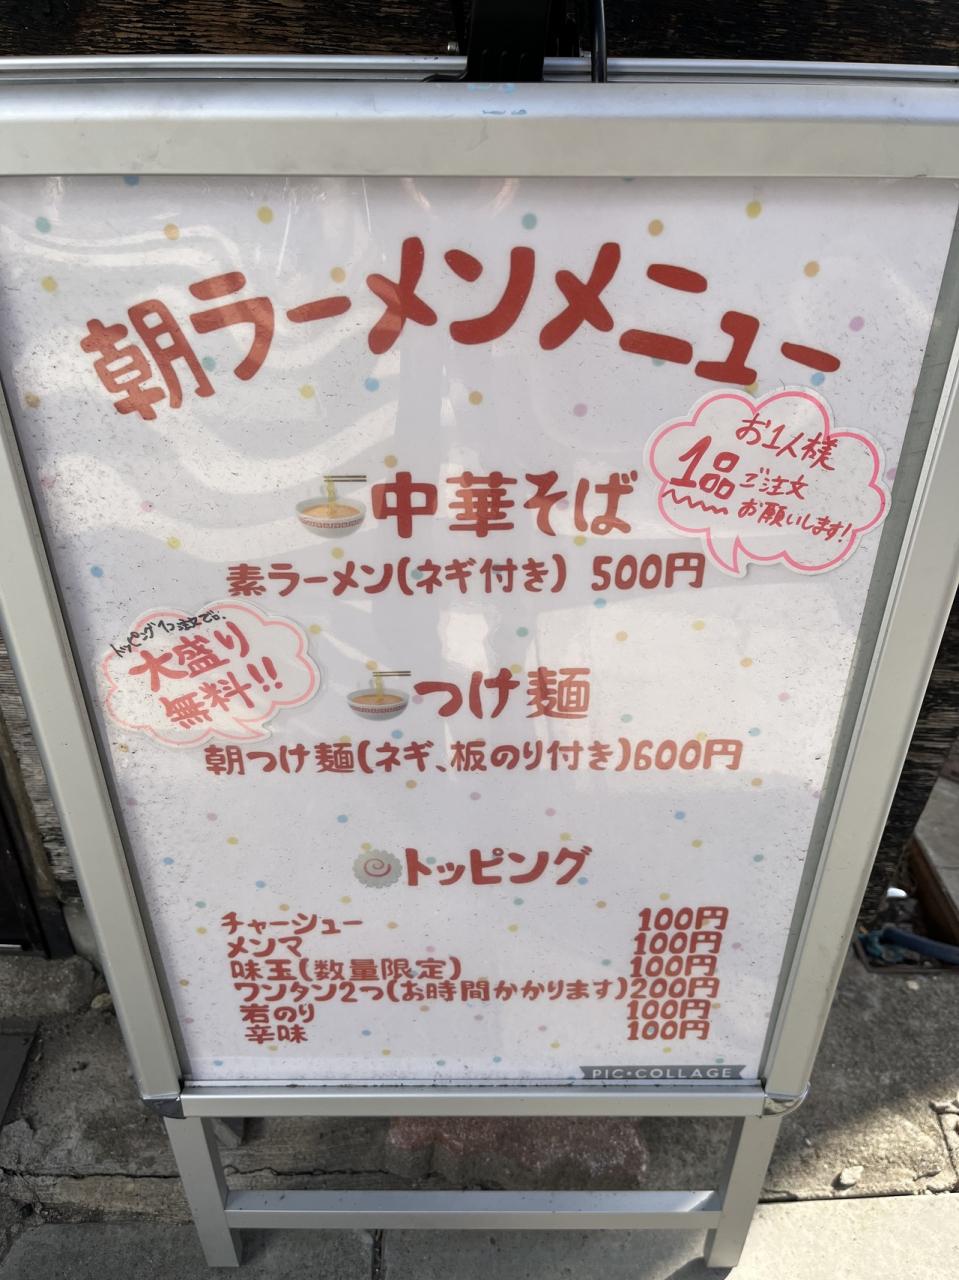 朝ラーメンメニュー
お1人様
1品ご注文
お願いします!
中華そば
素ラーメン(ネギ付き) 500円
トッピング1つ注文で。
大盛り
無料!!
つけ麺
朝つけ麺(ネギ、板のり付き)600円
トッピング
チャーシュー 100円
メンマ 100円
味玉(数量限定) 100円
ワンタン2つ(お時間かかります)200円
岩のり 100円
辛味 100円
PIC•COLLAGE